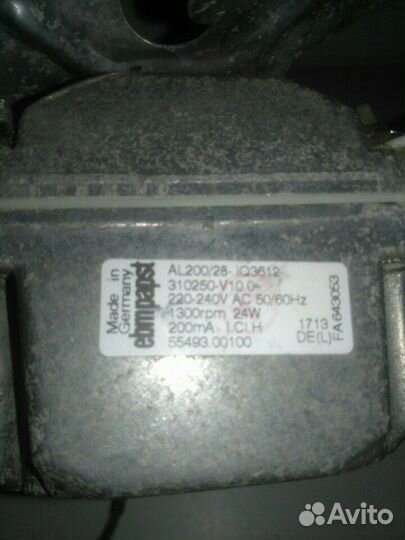 Made in
Germany
ebmpapst
AL200/28- IQ3612
310250-V10.0
220-240V AC 50/60Hz
1300rpm 24W
200mA I.Cl.H
55493.00100
1713
DE(L)
FA 643053
Avito